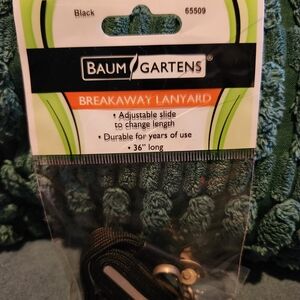 Black 65509
BAUM GARTENS®
BREAKAWAY LANYARD
• Adjustable slide
to change length
• Durable for years of use
• 36" long